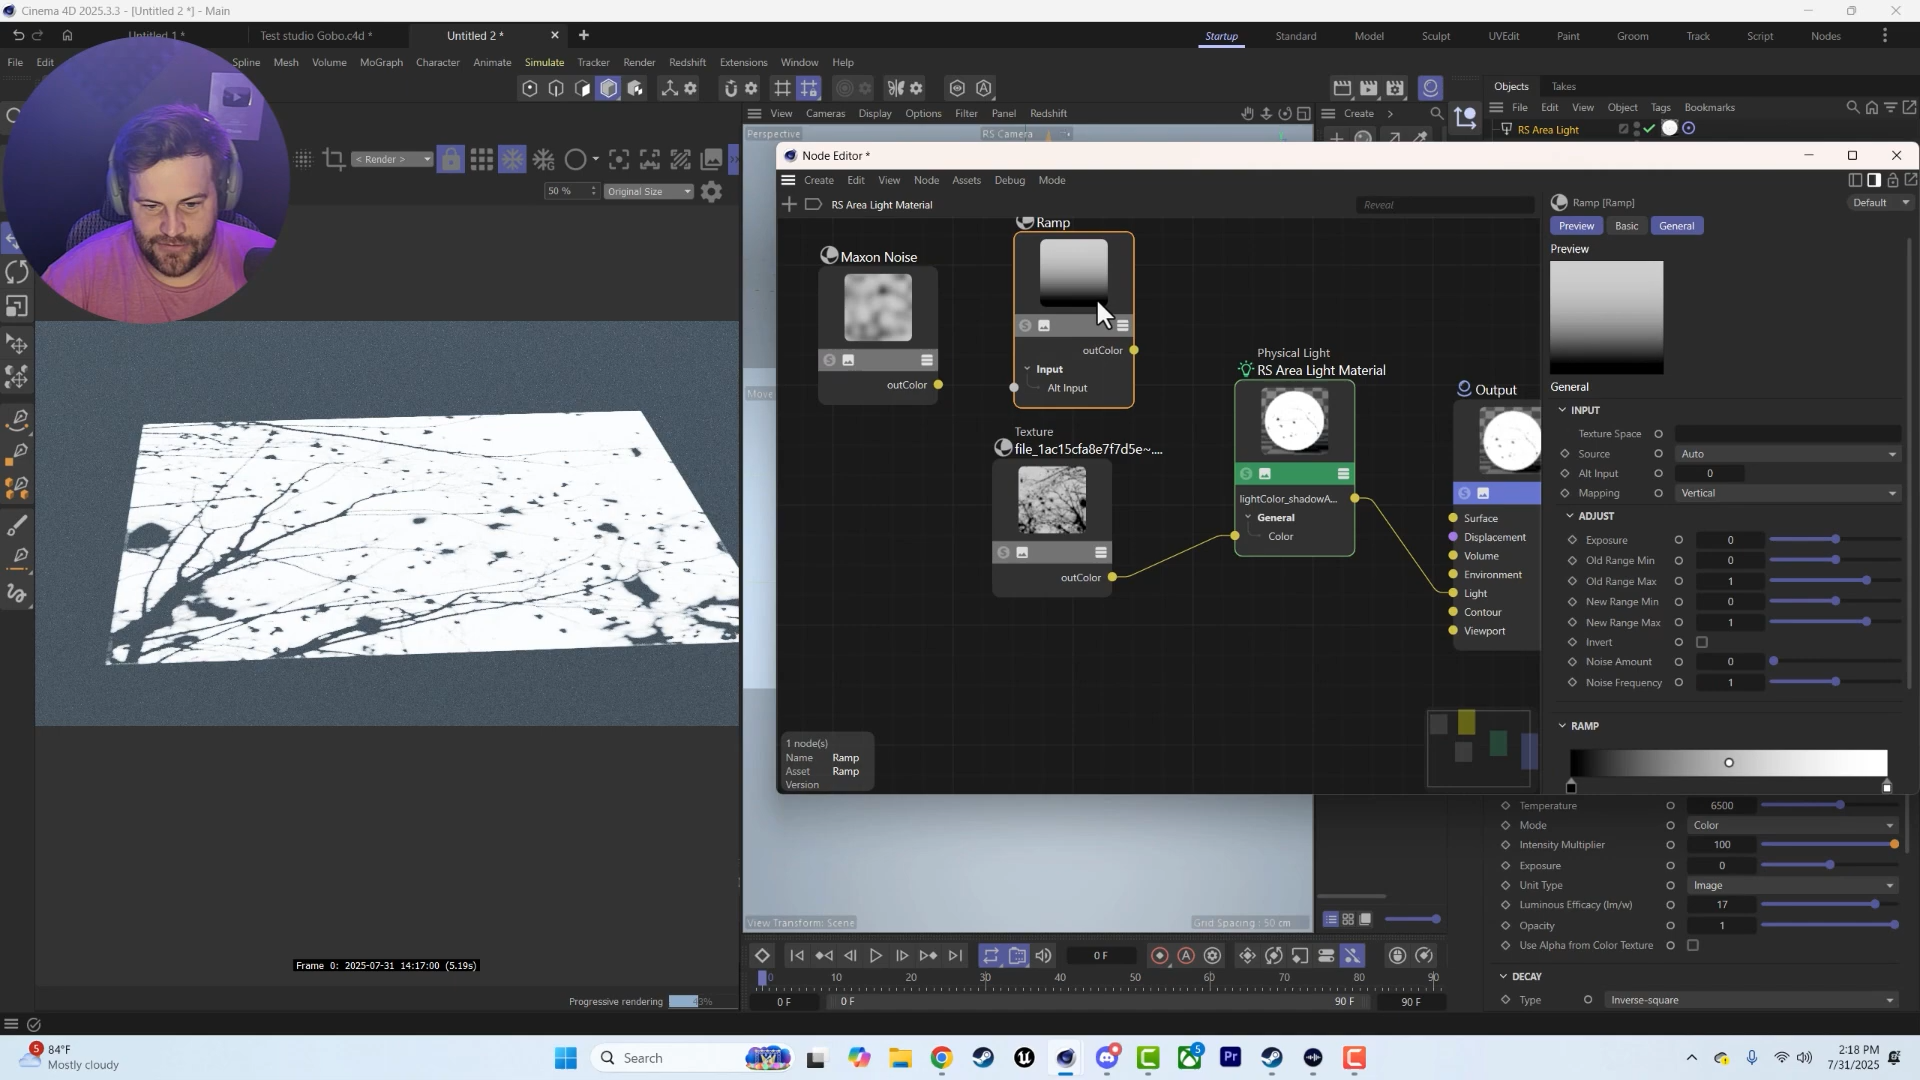 Cinema 4D 2025.3.3 - [Untitled 2 *] - Main
Untitled 1 *
Test studio Gobo.c4d *
Untitled 2 *
Startup
Standard
Model
Sculpt
UVEdit
Paint
Groom
Track
Script
Nodes
File
Edit
Spline
Mesh
Volume
MoGraph
Character
Animate
Simulate
Tracker
Render
Redshift
Extensions
Window
Help
Objects
Takes
File
Edit
View
Object
Tags
Bookmarks
RS Area Light
View
Cameras
Display
Options
Filter
Panel
Redshift
Create
Perspective
RS Camera
< Render >
50 %
Original Size
Node Editor *
Create
Edit
View
Node
Assets
Debug
Mode
RS Area Light Material
Reveal
Ramp [Ramp]
Default
Preview
Basic
General
Preview
General
INPUT
Texture Space
Source
Auto
Alt Input
0
Mapping
Vertical
ADJUST
Exposure
0
Old Range Min
0
Old Range Max
1
New Range Min
0
New Range Max
1
Invert
Noise Amount
0
Noise Frequency
1
RAMP
Maxon Noise
outColor
Ramp
outColor
Input
Alt Input
Texture
file_1ac15cfa8e7f7d5e~....
outColor
Physical Light
RS Area Light Material
lightColor_shadowA...
General
Color
Output
Surface
Displacement
Volume
Environment
Light
Contour
Viewport
Move
1 node(s)
Name Ramp
Asset Ramp
Version
Temperature
6500
Mode
Color
Intensity Multiplier
100
Exposure
0
Unit Type
Image
Luminous Efficacy (lm/w)
17
Opacity
1
Use Alpha from Color Texture
DECAY
Type
Inverse-square
View Transform: Scene
Grid Spacing : 50 cm
Frame 0: 2025-07-31 14:17:00 (5.19s)
Progressive rendering
0 F
0
10
20
30
40
50
60
70
80
90
0 F
0 F
90 F
90 F
5
84°F
Mostly cloudy
Search
5
2:18 PM
7/31/2025